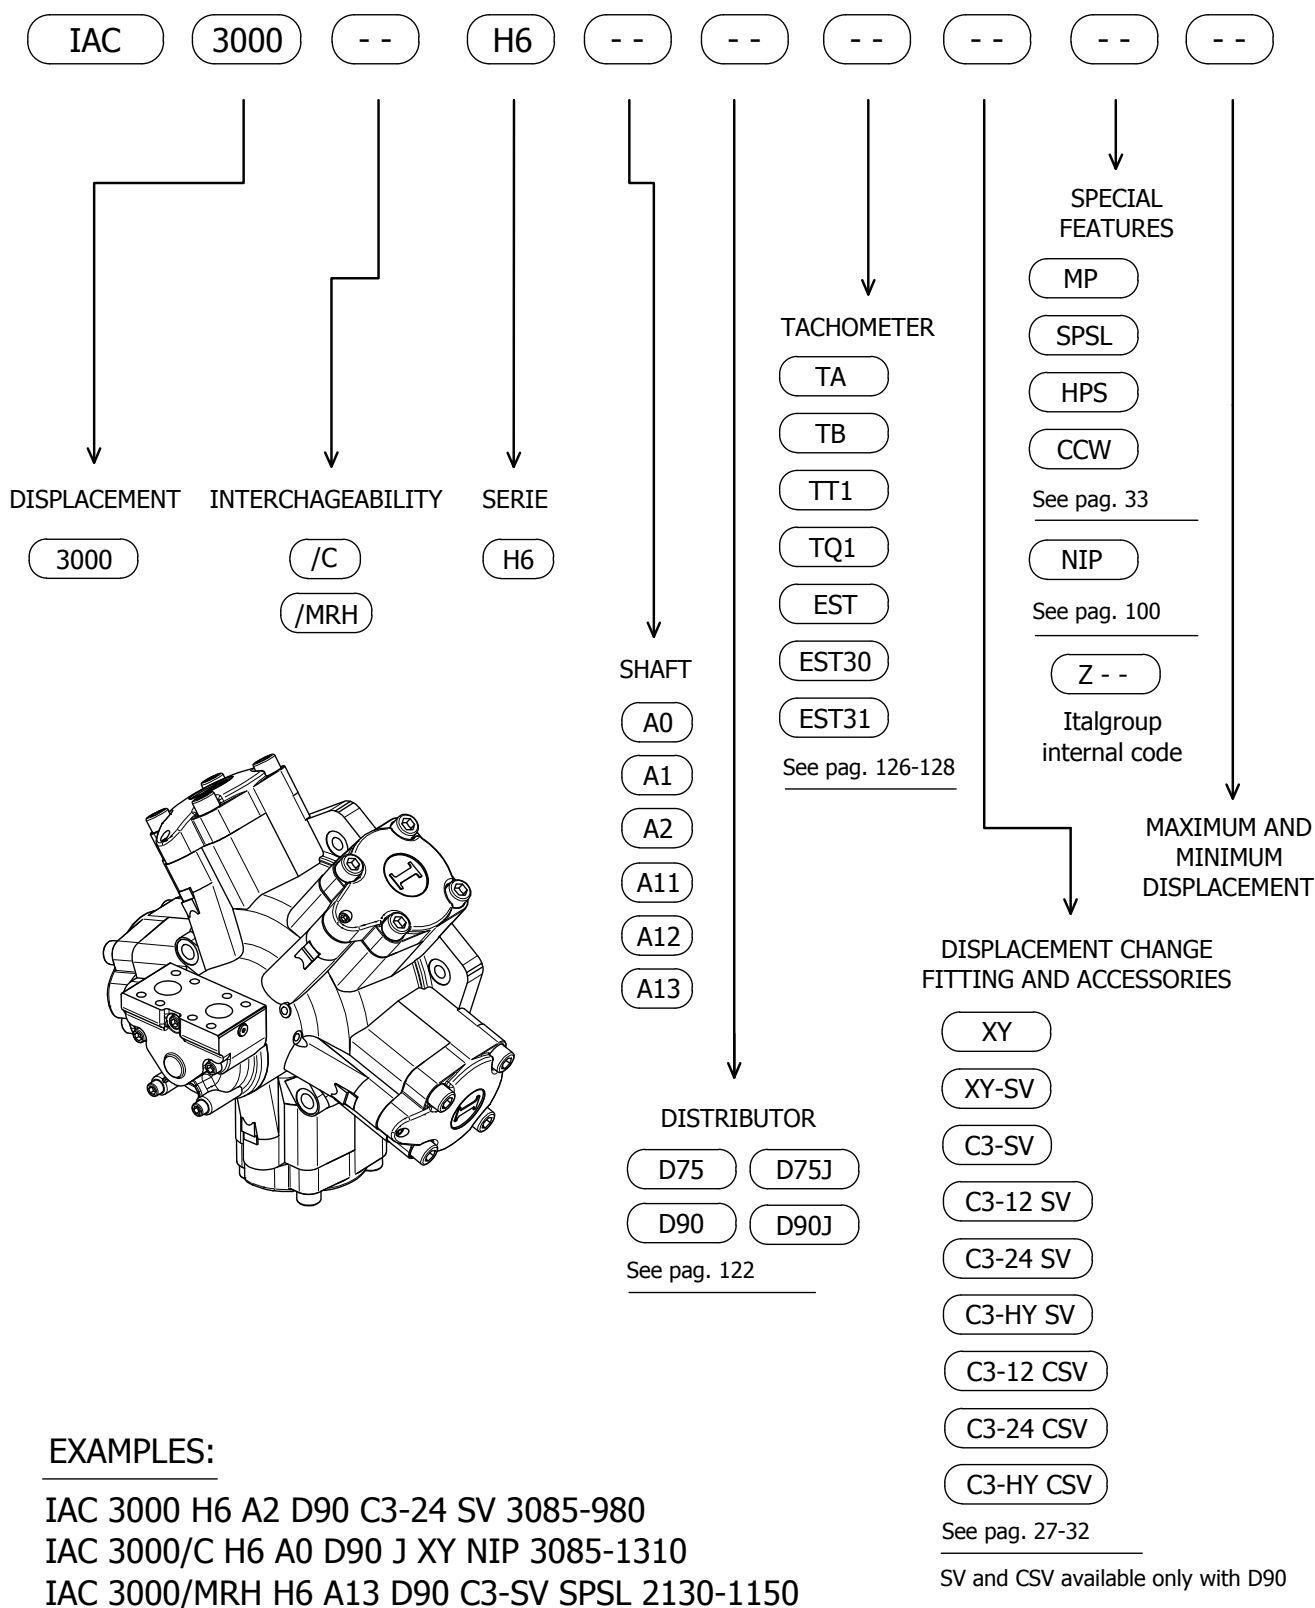 IAC 3000 - - H6 - - - - - - - - - - - -
DISPLACEMENT
3000
INTERCHAGEABILITY
/C
/MRH
SERIE
H6
SHAFT
A0
A1
A2
A11
A12
A13
DISTRIBUTOR
D75 D75J
D90 D90J
See pag. 122
TACHOMETER
TA
TB
TT1
TQ1
EST
EST30
EST31
See pag. 126-128
DISPLACEMENT CHANGE
FITTING AND ACCESSORIES
XY
XY-SV
C3-SV
C3-12 SV
C3-24 SV
C3-HY SV
C3-12 CSV
C3-24 CSV
C3-HY CSV
See pag. 27-32
SV and CSV available only with D90
SPECIAL
FEATURES
MP
SPSL
HPS
CCW
See pag. 33
NIP
See pag. 100
Z - -
Italgroup
internal code
MAXIMUM AND
MINIMUM
DISPLACEMENT
EXAMPLES:
IAC 3000 H6 A2 D90 C3-24 SV 3085-980
IAC 3000/C H6 A0 D90 J XY NIP 3085-1310
IAC 3000/MRH H6 A13 D90 C3-SV SPSL 2130-1150